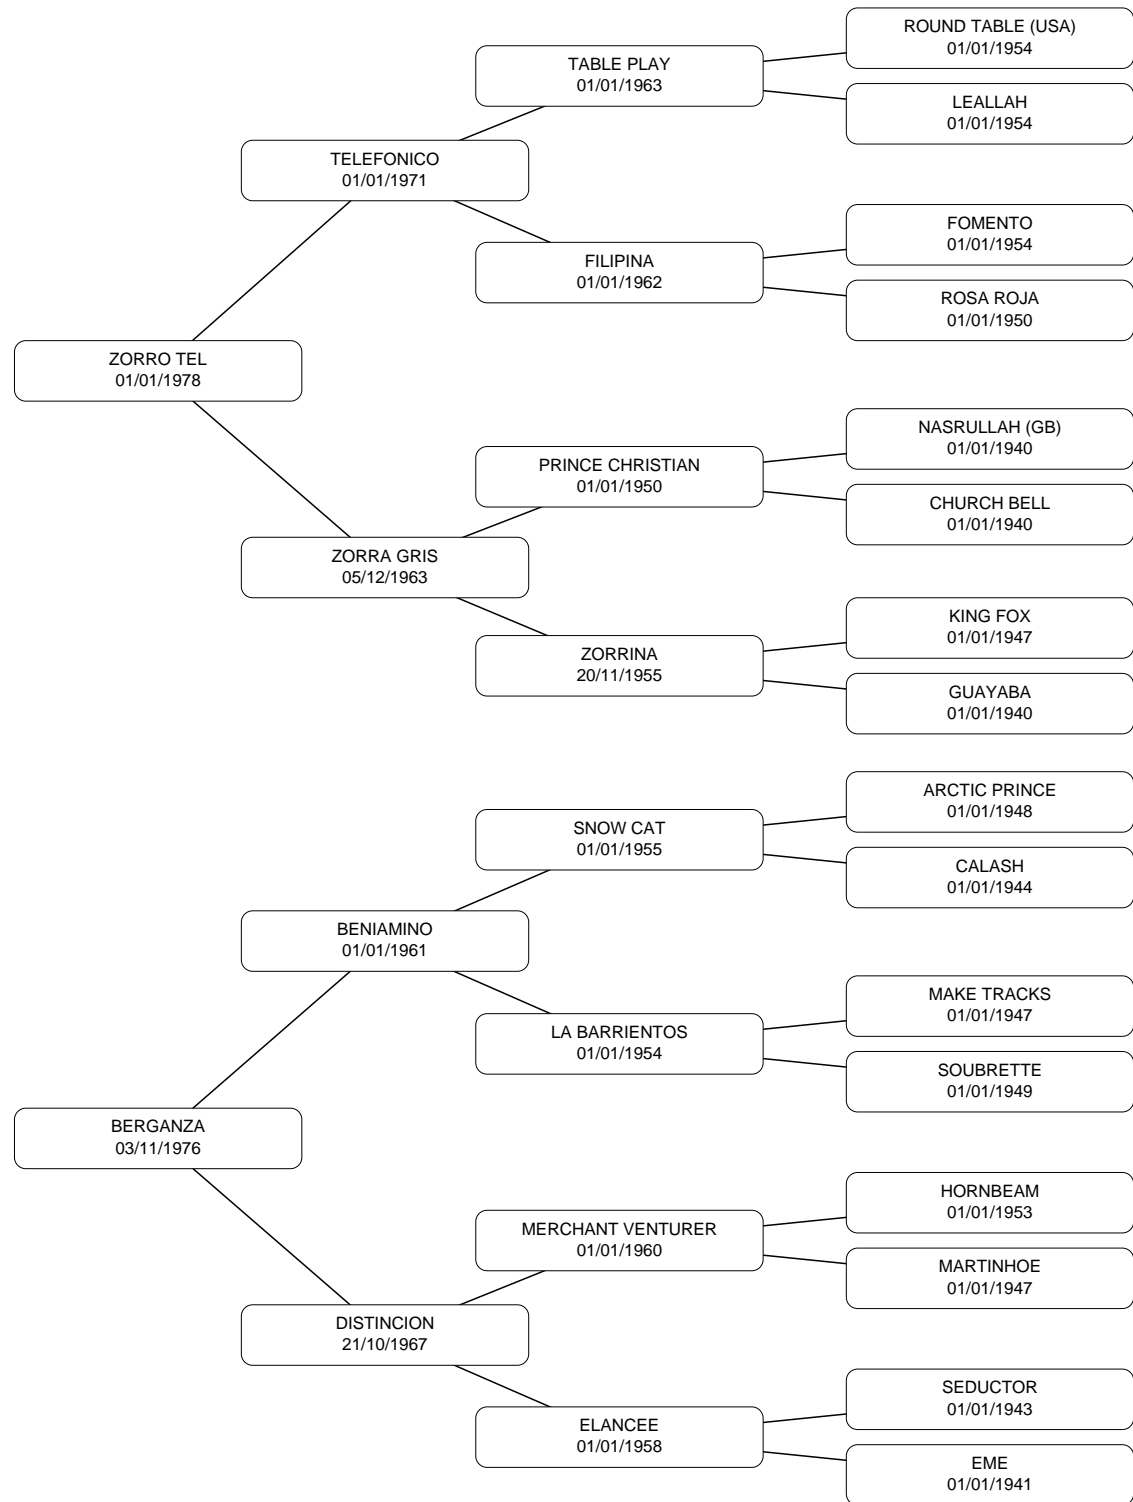 ROUND TABLE (USA)
01/01/1954
TABLE PLAY
01/01/1963
LEALLAH
01/01/1954
TELEFONICO
01/01/1971
FOMENTO
01/01/1954
FILIPINA
01/01/1962
ROSA ROJA
01/01/1950
ZORRO TEL
01/01/1978
NASRULLAH (GB)
01/01/1940
PRINCE CHRISTIAN
01/01/1950
CHURCH BELL
01/01/1940
ZORRA GRIS
05/12/1963
KING FOX
01/01/1947
ZORRINA
20/11/1955
GUAYABA
01/01/1940
ARCTIC PRINCE
01/01/1948
SNOW CAT
01/01/1955
CALASH
01/01/1944
BENIAMINO
01/01/1961
MAKE TRACKS
01/01/1947
LA BARRIENTOS
01/01/1954
SOUBRETTE
01/01/1949
BERGANZA
03/11/1976
HORNBEAM
01/01/1953
MERCHANT VENTURER
01/01/1960
MARTINHOE
01/01/1947
DISTINCION
21/10/1967
SEDUCTOR
01/01/1943
ELANCEE
01/01/1958
EME
01/01/1941